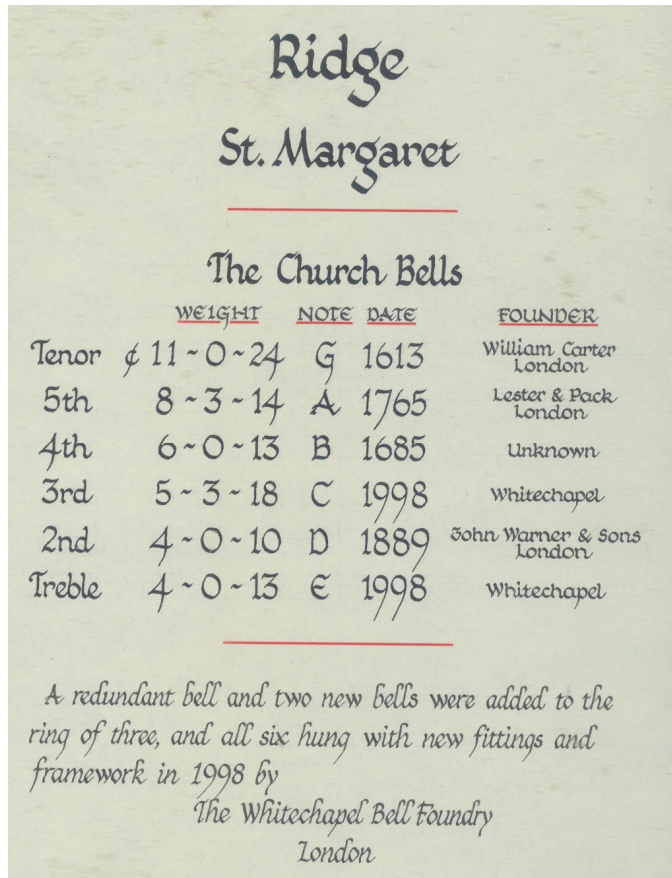 Ridge
St. Margaret
The Church Bells
WEIGHT NOTE DATE FOUNDER
Tenor ¢ 11~0~24 G 1613 William Carter London
5th 8~3~14 A 1765 Lester & Pack London
4th 6~0~13 B 1685 Unknown
3rd 5~3~18 C 1998 Whitechapel
2nd 4~0~10 D 1889 John Warner & Sons London
Treble 4~0~13 E 1998 Whitechapel
A redundant bell and two new bells were added to the
ring of three, and all six hung with new fittings and
framework in 1998 by
The Whitechapel Bell Foundry
London